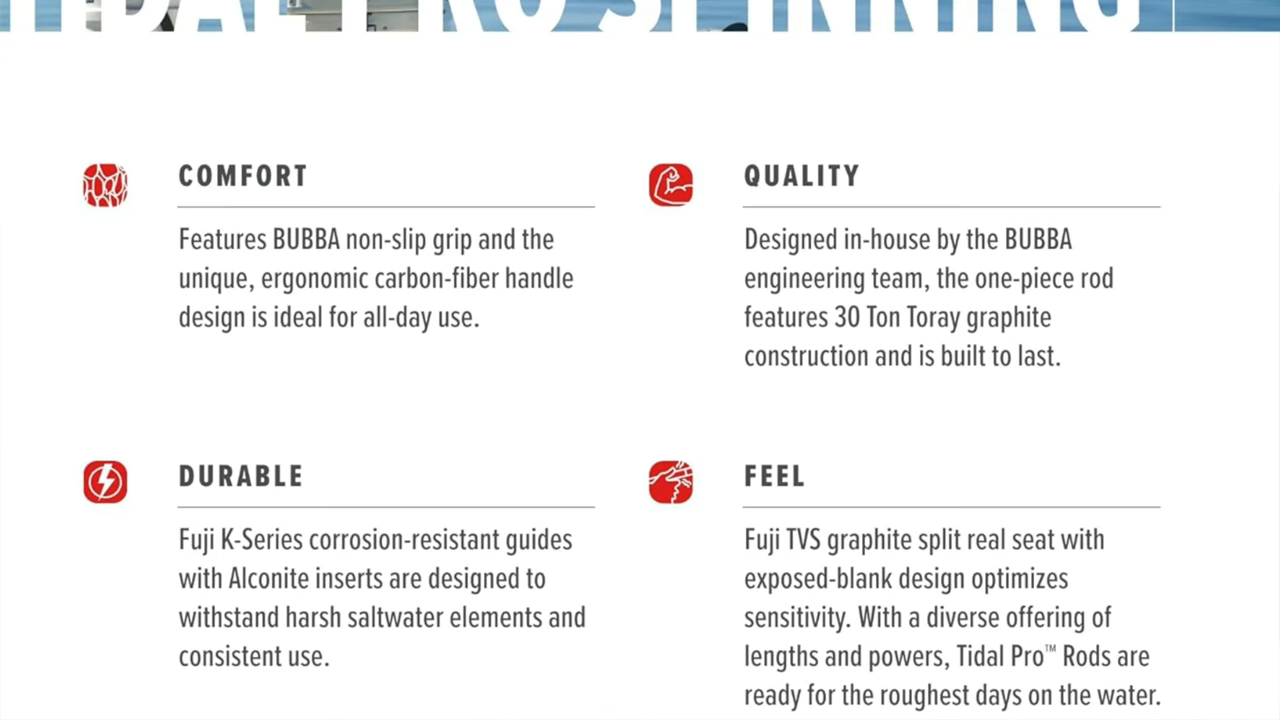 TIDAL PRO SPINNING
COMFORT
Features BUBBA non-slip grip and the
unique, ergonomic carbon-fiber handle
design is ideal for all-day use.
QUALITY
Designed in-house by the BUBBA
engineering team, the one-piece rod
features 30 Ton Toray graphite
construction and is built to last.
DURABLE
Fuji K-Series corrosion-resistant guides
with Alconite inserts are designed to
withstand harsh saltwater elements and
consistent use.
FEEL
Fuji TVS graphite split real seat with
exposed-blank design optimizes
sensitivity. With a diverse offering of
lengths and powers, Tidal Pro™ Rods are
ready for the roughest days on the water.